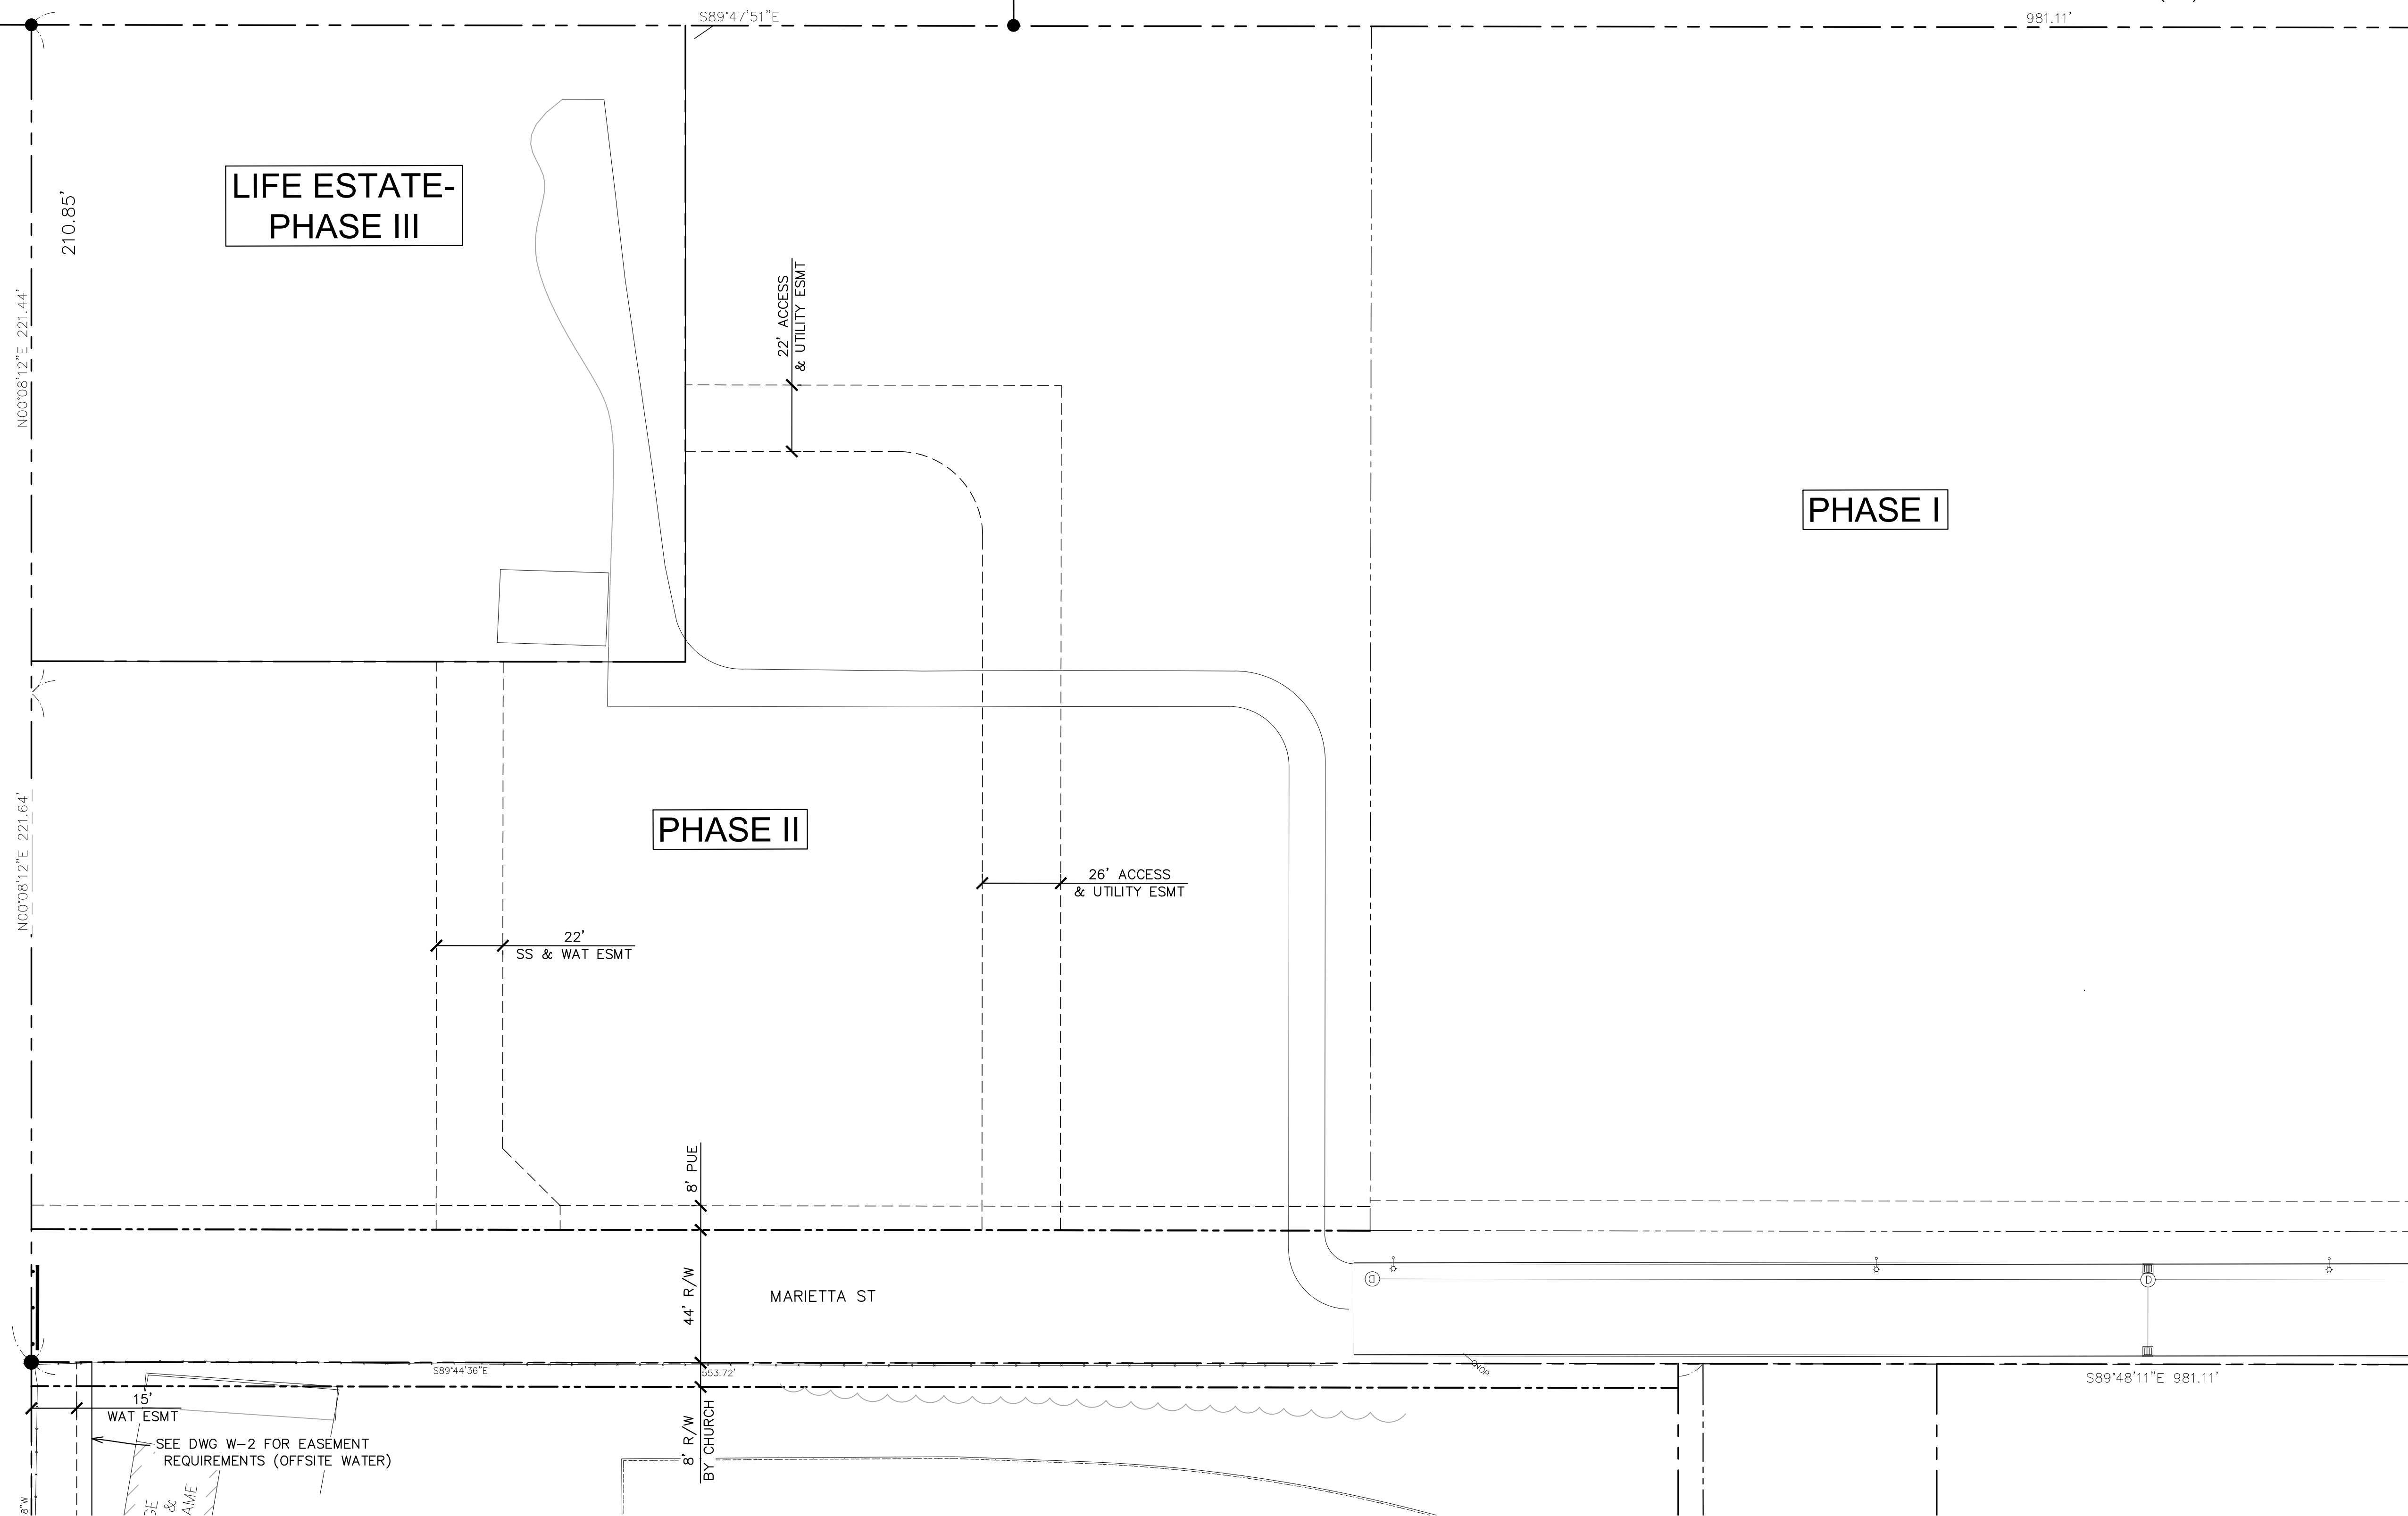 S89°47'51"E
981.11'
LIFE ESTATE-
PHASE III
210.85'
N00°08'12"E 221.44'
22' ACCESS
& UTILITY ESMT
PHASE I
PHASE II
N00°08'12"E 221.64'
26' ACCESS
& UTILITY ESMT
22'
SS & WAT ESMT
8' PUE
44' R/W
MARIETTA ST
D
D
S89°44'36"E
553.72'
S89°48'11"E 981.11'
15'
WAT ESMT
8' R/W
BY CHURCH
SEE DWG W-2 FOR EASEMENT
REQUIREMENTS (OFFSITE WATER)
8"W
&